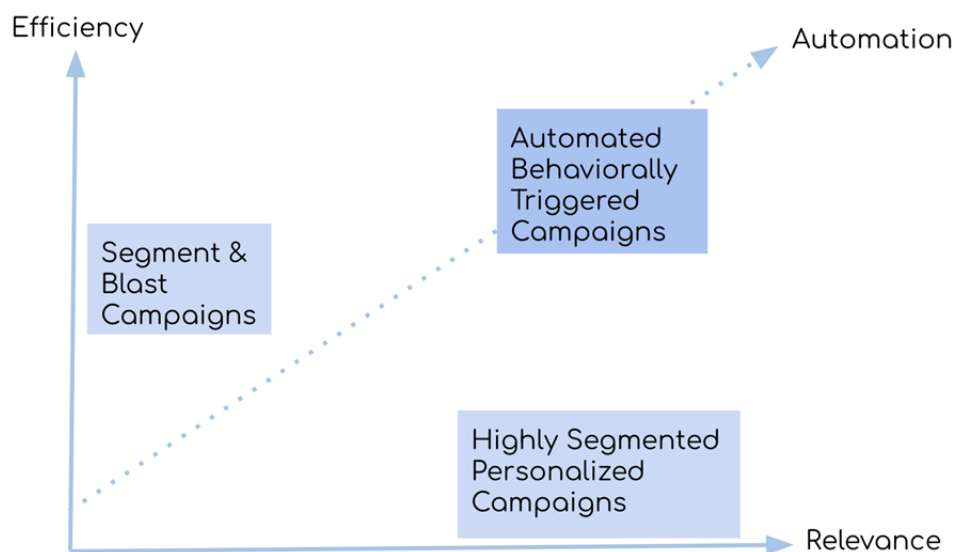 Efficiency
Automation
Automated
Behaviorally
Triggered
Campaigns
Segment &
Blast
Campaigns
Highly Segmented
Personalized
Campaigns
Relevance